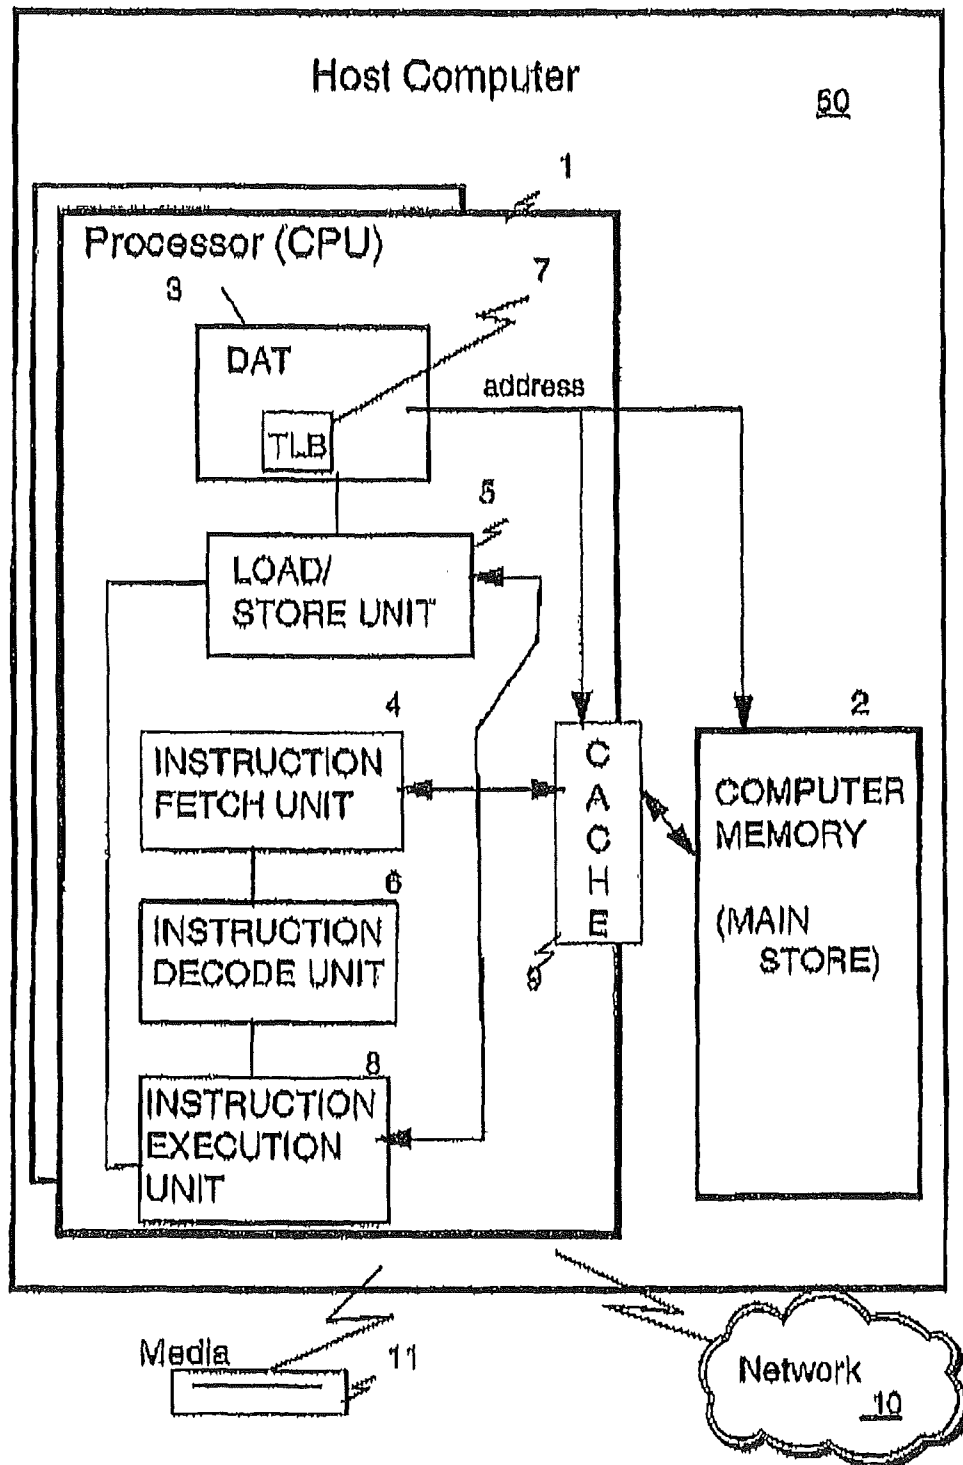 Host Computer
50
1
Processor (CPU)
3
7
DAT
address
TLB
5
LOAD/
STORE UNIT
4
2
INSTRUCTION
FETCH UNIT
CACHE
COMPUTER
MEMORY
(MAIN
STORE)
6
INSTRUCTION
DECODE UNIT
9
8
INSTRUCTION
EXECUTION
UNIT
Media
11
Network
10